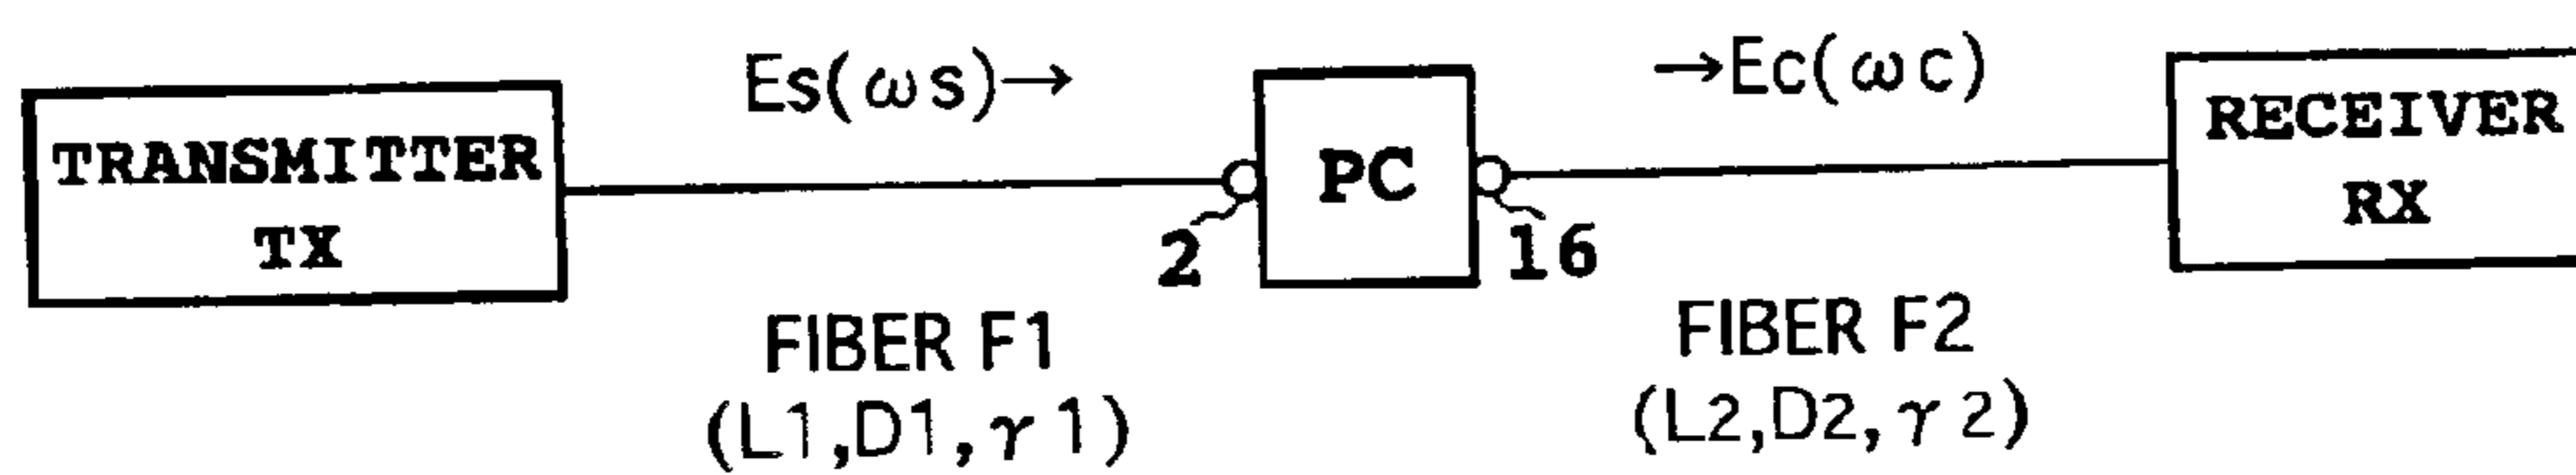 TRANSMITTER
TX
Es(ωs)→
2
PC
16
→Ec(ωc)
RECEIVER
RX
FIBER F1
(L1,D1,γ1)
FIBER F2
(L2,D2,γ2)